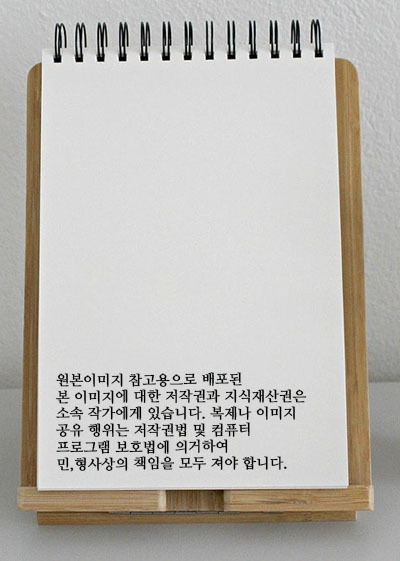 원본이미지 참고용으로 배포된
본 이미지에 대한 저작권과 지식재산권은
소속 작가에게 있습니다. 복제나 이미지
공유 행위는 저작권법 및 컴퓨터
프로그램 보호법에 의거하여
민,형사상의 책임을 모두 져야 합니다.